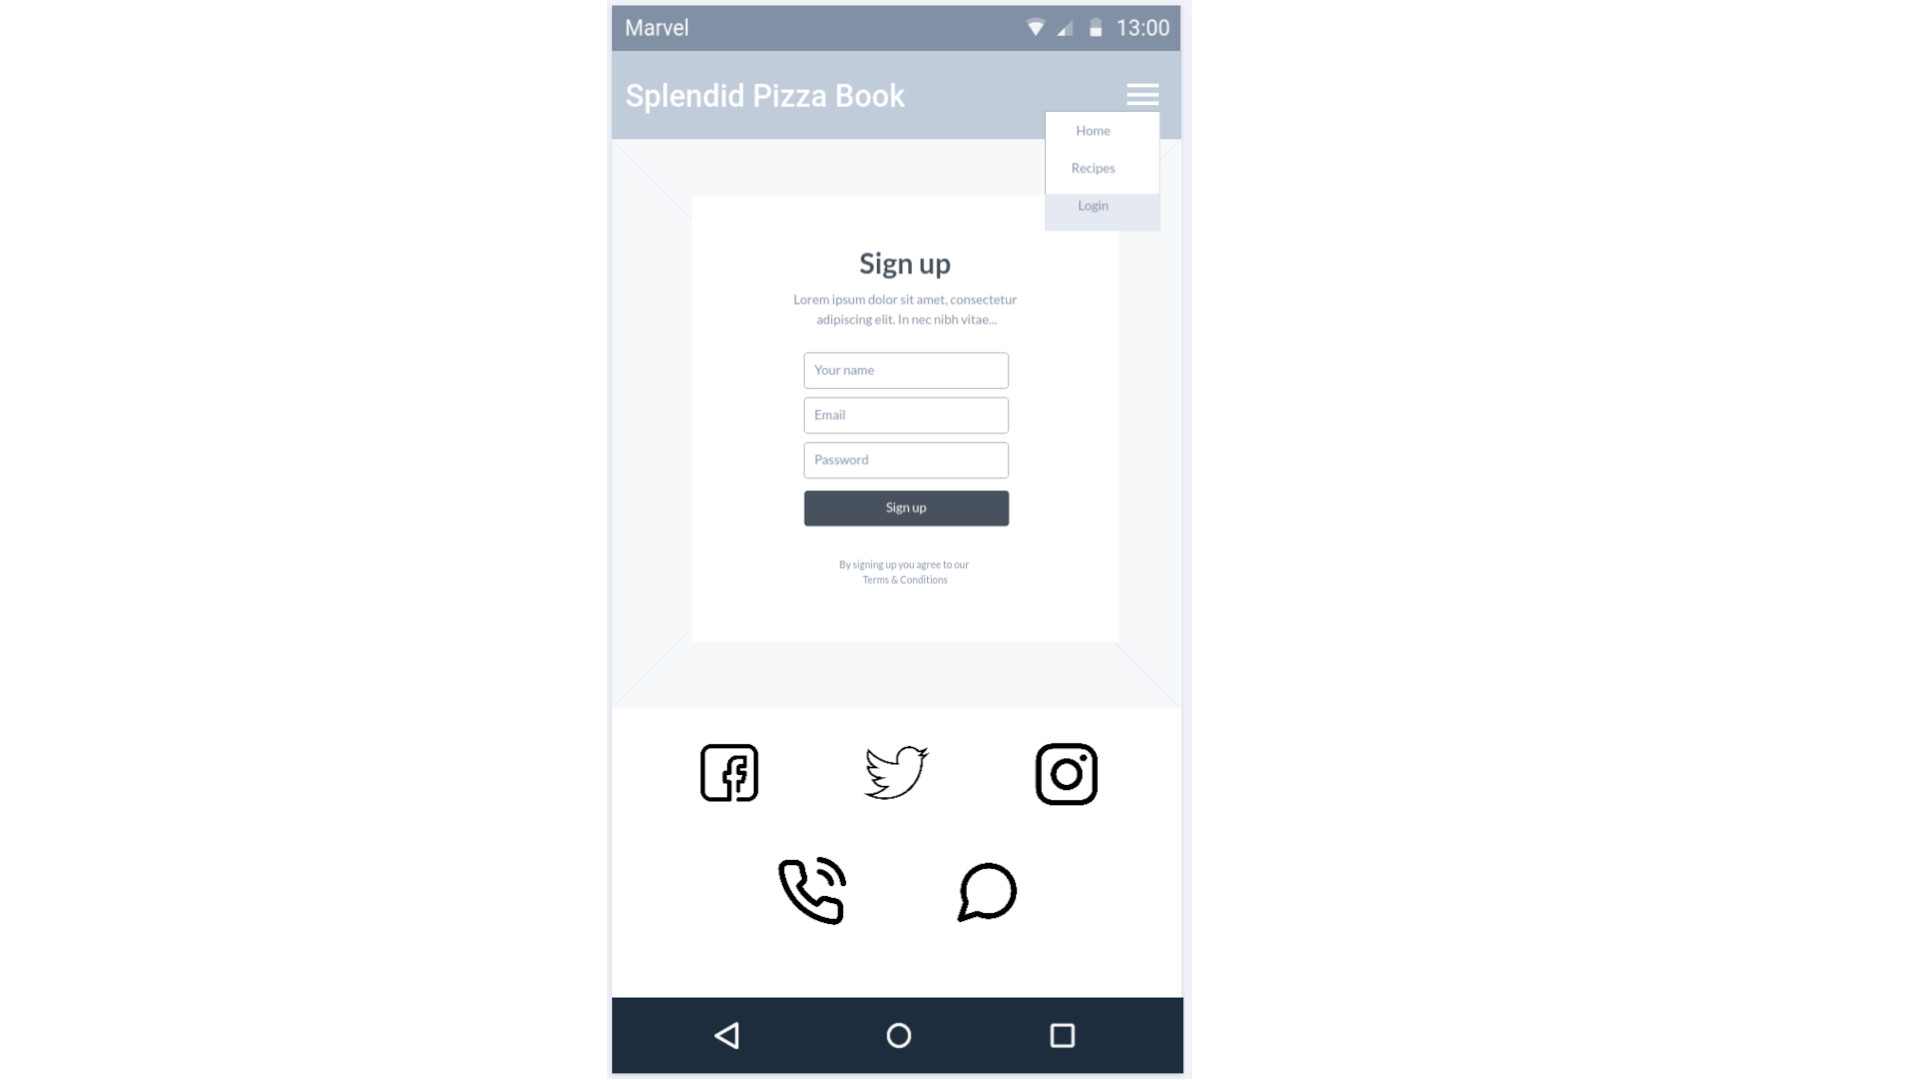 Marvel
13:00
Splendid Pizza Book
Home
Recipes
Login
Sign up
Lorem ipsum dolor sit amet, consectetur
adipiscing elit. In nec nibh vitae...
Your name
Email
Password
Sign up
By signing up you agree to our
Terms & Conditions